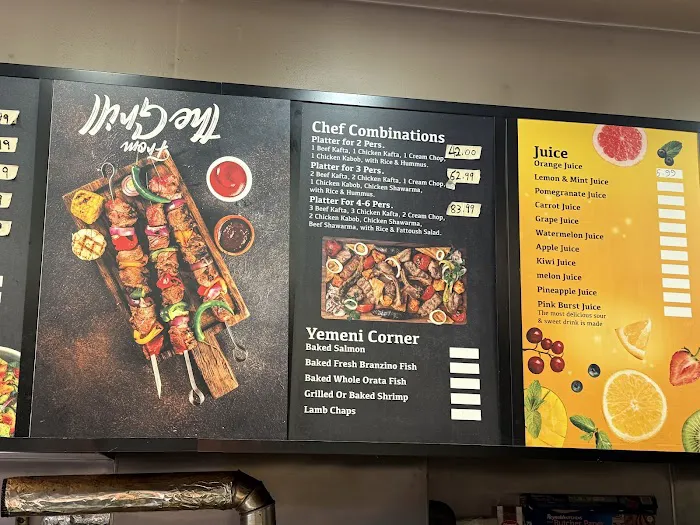 From
The Grill
Chef Combinations
Platter for 2 Pers.
1 Beef Kafta, 1 Chicken Kafta, 1 Cream Chop,
1 Chicken Kabob, with Rice & Hummus.
42.00
Platter for 3 Pers.
2 Beef Kafta, 2 Chicken Kafta, 1 Cream Chop,
1 Chicken Kabob, Chicken Shawarma,
with Rice & Hummus.
62.99
Platter For 4-6 Pers.
3 Beef Kafta, 3 Chicken Kafta, 2 Cream Chop,
2 Chicken Kabob, Chicken Shawarma,
Beef Shawarma, with Rice & Fattoush Salad.
83.99
Yemeni Corner
Baked Salmon
Baked Fresh Branzino Fish
Baked Whole Orata Fish
Grilled Or Baked Shrimp
Lamb Chaps
Juice
Orange Juice
Lemon & Mint Juice
Pomegranate Juice
Carrot Juice
Grape Juice
Watermelon Juice
Apple Juice
Kiwi Juice
melon Juice
Pineapple Juice
Pink Burst Juice
The most delicious sour
& sweet drink is made